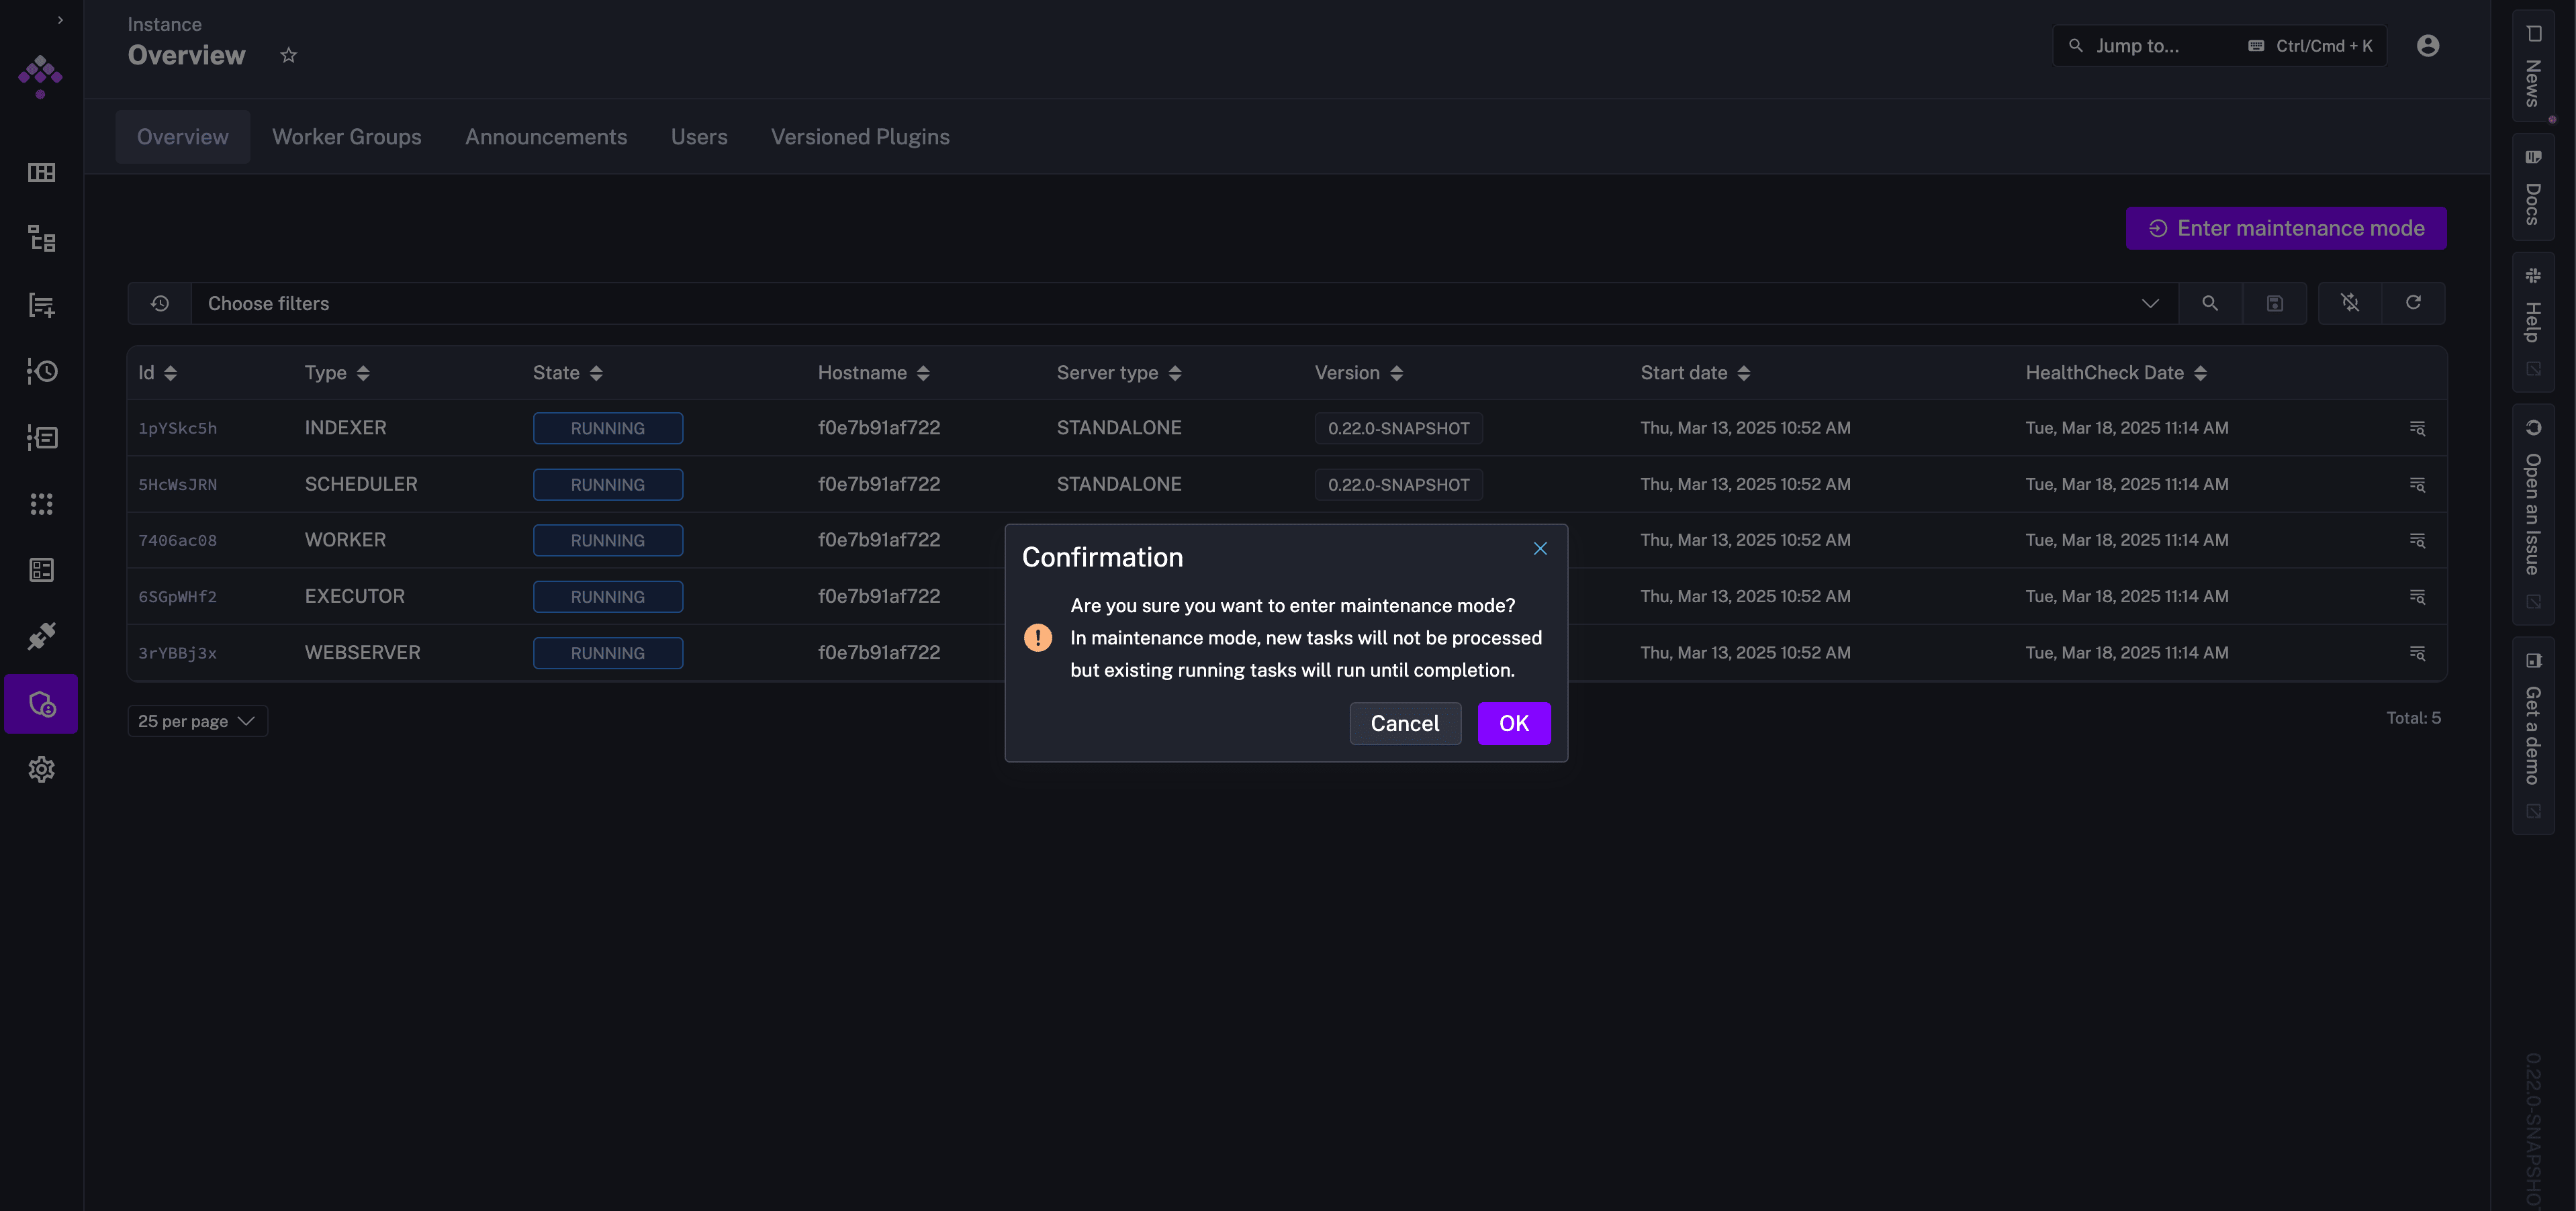 Instance
Overview
Jump to...
Ctrl/Cmd + K
Overview
Worker Groups
Announcements
Users
Versioned Plugins
Enter maintenance mode
Choose filters
Id Type State Hostname Server type Version Start date HealthCheck Date
1pYSkc5h INDEXER RUNNING f0e7b91af722 STANDALONE 0.22.0-SNAPSHOT Thu, Mar 13, 2025 10:52 AM Tue, Mar 18, 2025 11:14 AM
5HcWsJRN SCHEDULER RUNNING f0e7b91af722 STANDALONE 0.22.0-SNAPSHOT Thu, Mar 13, 2025 10:52 AM Tue, Mar 18, 2025 11:14 AM
7406ac08 WORKER RUNNING f0e7b91af722 Thu, Mar 13, 2025 10:52 AM Tue, Mar 18, 2025 11:14 AM
6SGpWHf2 EXECUTOR RUNNING f0e7b91af722 Thu, Mar 13, 2025 10:52 AM Tue, Mar 18, 2025 11:14 AM
3rYBBj3x WEBSERVER RUNNING f0e7b91af722 Thu, Mar 13, 2025 10:52 AM Tue, Mar 18, 2025 11:14 AM
25 per page
Total: 5
Confirmation
Are you sure you want to enter maintenance mode?
In maintenance mode, new tasks will not be processed
but existing running tasks will run until completion.
Cancel
OK
News
Docs
Help
Open an Issue
Get a demo
0.22.0-SNAPSHO